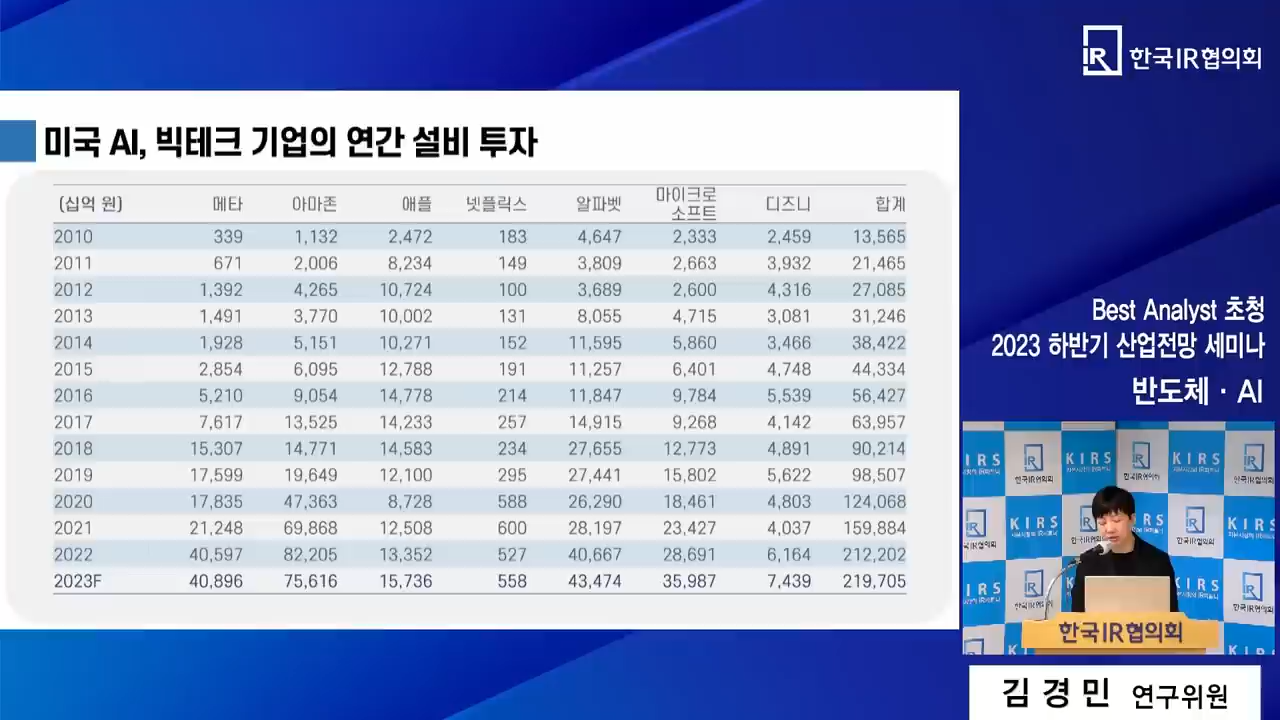 IR 한국IR협의회
미국 AI, 빅테크 기업의 연간 설비 투자
(십억 원) 메타 아마존 애플 넷플릭스 알파벳 마이크로소프트 디즈니 합계
2010 339 1,132 2,472 183 4,647 2,333 2,459 13,565
2011 671 2,006 8,234 149 3,809 2,663 3,932 21,465
2012 1,392 4,265 10,724 100 3,689 2,600 4,316 27,085
2013 1,491 3,770 10,002 131 8,055 4,715 3,081 31,246
2014 1,928 5,151 10,271 152 11,595 5,860 3,466 38,422
2015 2,854 6,095 12,788 191 11,257 6,401 4,748 44,334
2016 5,210 9,054 14,778 214 11,847 9,784 5,539 56,427
2017 7,617 13,525 14,233 257 14,915 9,268 4,142 63,957
2018 15,307 14,771 14,583 234 27,655 12,773 4,891 90,214
2019 17,599 19,649 12,100 295 27,441 15,802 5,622 98,507
2020 17,835 47,363 8,728 588 26,290 18,461 4,803 124,068
2021 21,248 69,868 12,508 600 28,197 23,427 4,037 159,884
2022 40,597 82,205 13,352 527 40,667 28,691 6,164 212,202
2023F 40,896 75,616 15,736 558 43,474 35,987 7,439 219,705
Best Analyst 초청
2023 하반기 산업전망 세미나
반도체 · AI
KIRS
한국IR협의회
한국IR협의회
김경민 연구위원